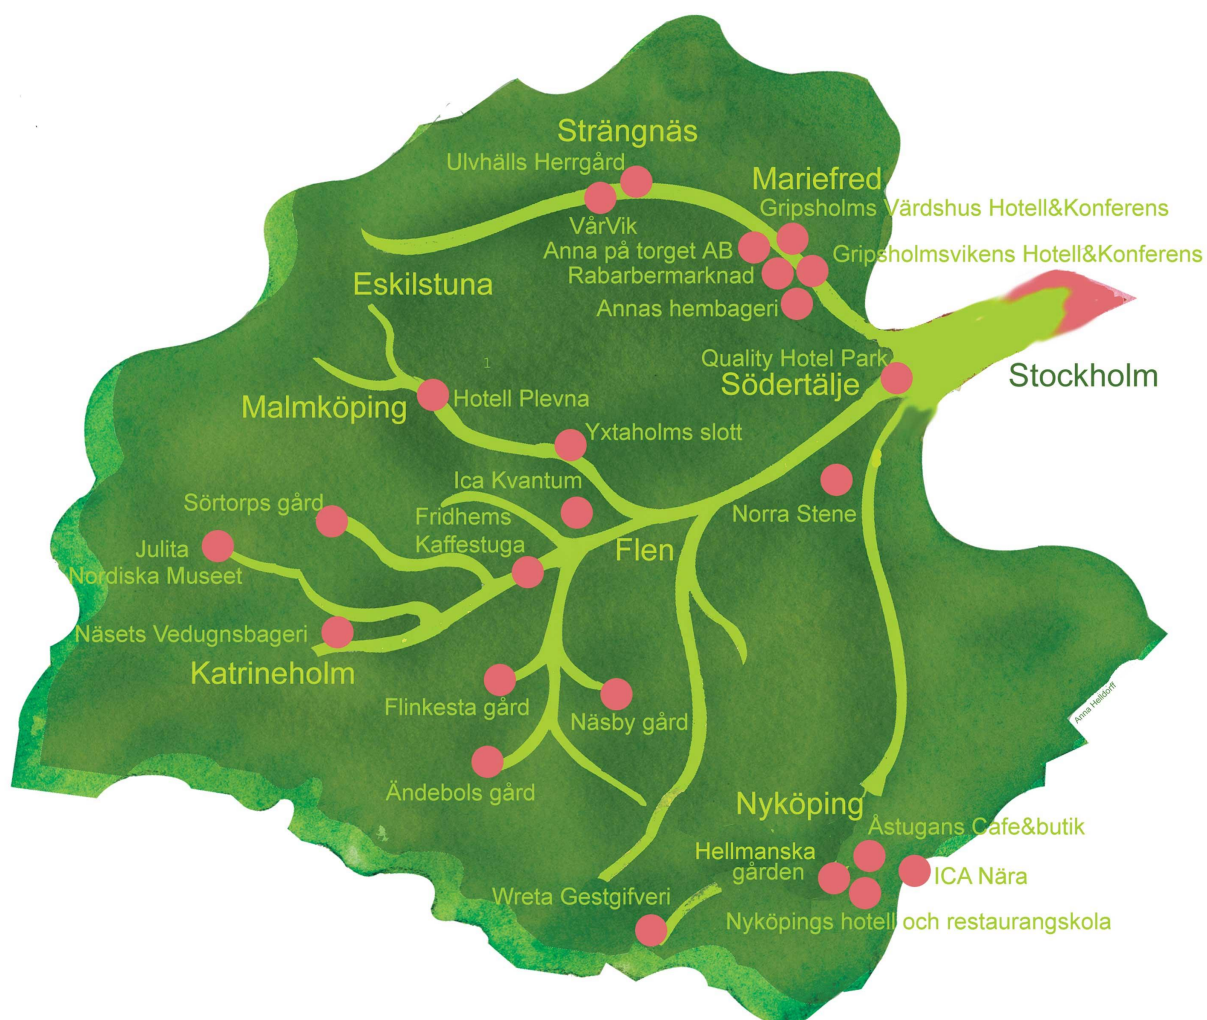 Strängnäs
Ulvhälls Herrgård
Mariefred
Gripsholms Värdshus Hotell&Konferens
VårVik
Anna på torget AB
Gripsholmsvikens Hotell&Konferens
Rabarbermarknad
Eskilstuna
Annas hembageri
Quality Hotel Park
1
Södertälje
Stockholm
Malmköping
Hotell Plevna
Yxtaholms slott
Ica Kvantum
Sörtorps gård
Fridhems
Kaffestuga
Norra Stene
Julita
Nordiska Museet
Flen
Näsets Vedugnsbageri
Katrineholm
Flinkesta gård
Näsby gård
Anna Helldorff
Ändebols gård
Nyköping
Åstugans Cafe&butik
Hellmanska
gården
ICA Nära
Wreta Gestgifveri
Nyköpings hotell och restaurangskola